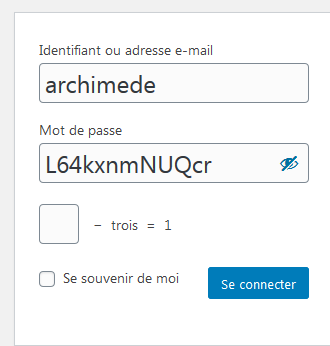 Identifiant ou adresse e-mail
archimede
Mot de passe
L64kxnmNUQcr
− trois = 1
Se souvenir de moi
Se connecter